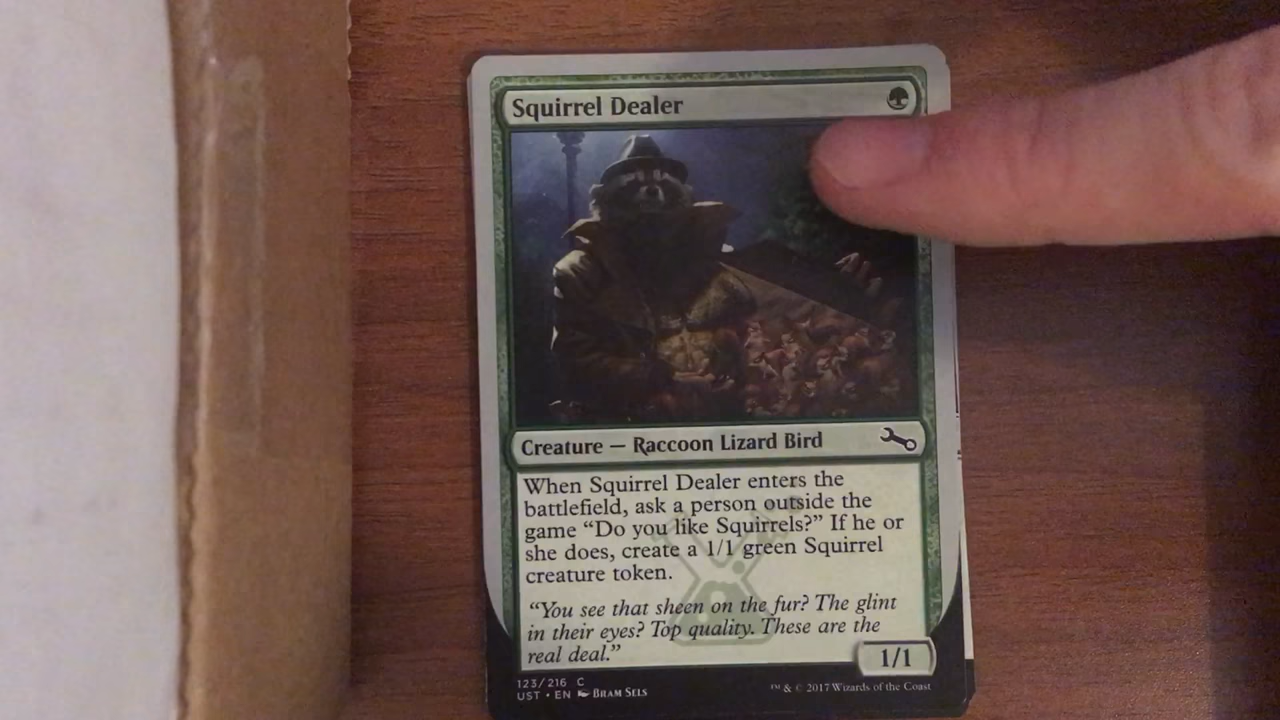 Squirrel Dealer
Creature — Raccoon Lizard Bird
When Squirrel Dealer enters the
battlefield, ask a person outside the
game “Do you like Squirrels?” If he or
she does, create a 1/1 green Squirrel
creature token.
“You see that sheen on the fur? The glint
in their eyes? Top quality. These are the
real deal.”
1/1
123/216 C
UST • EN Bram Sels
™ & © 2017 Wizards of the Coast